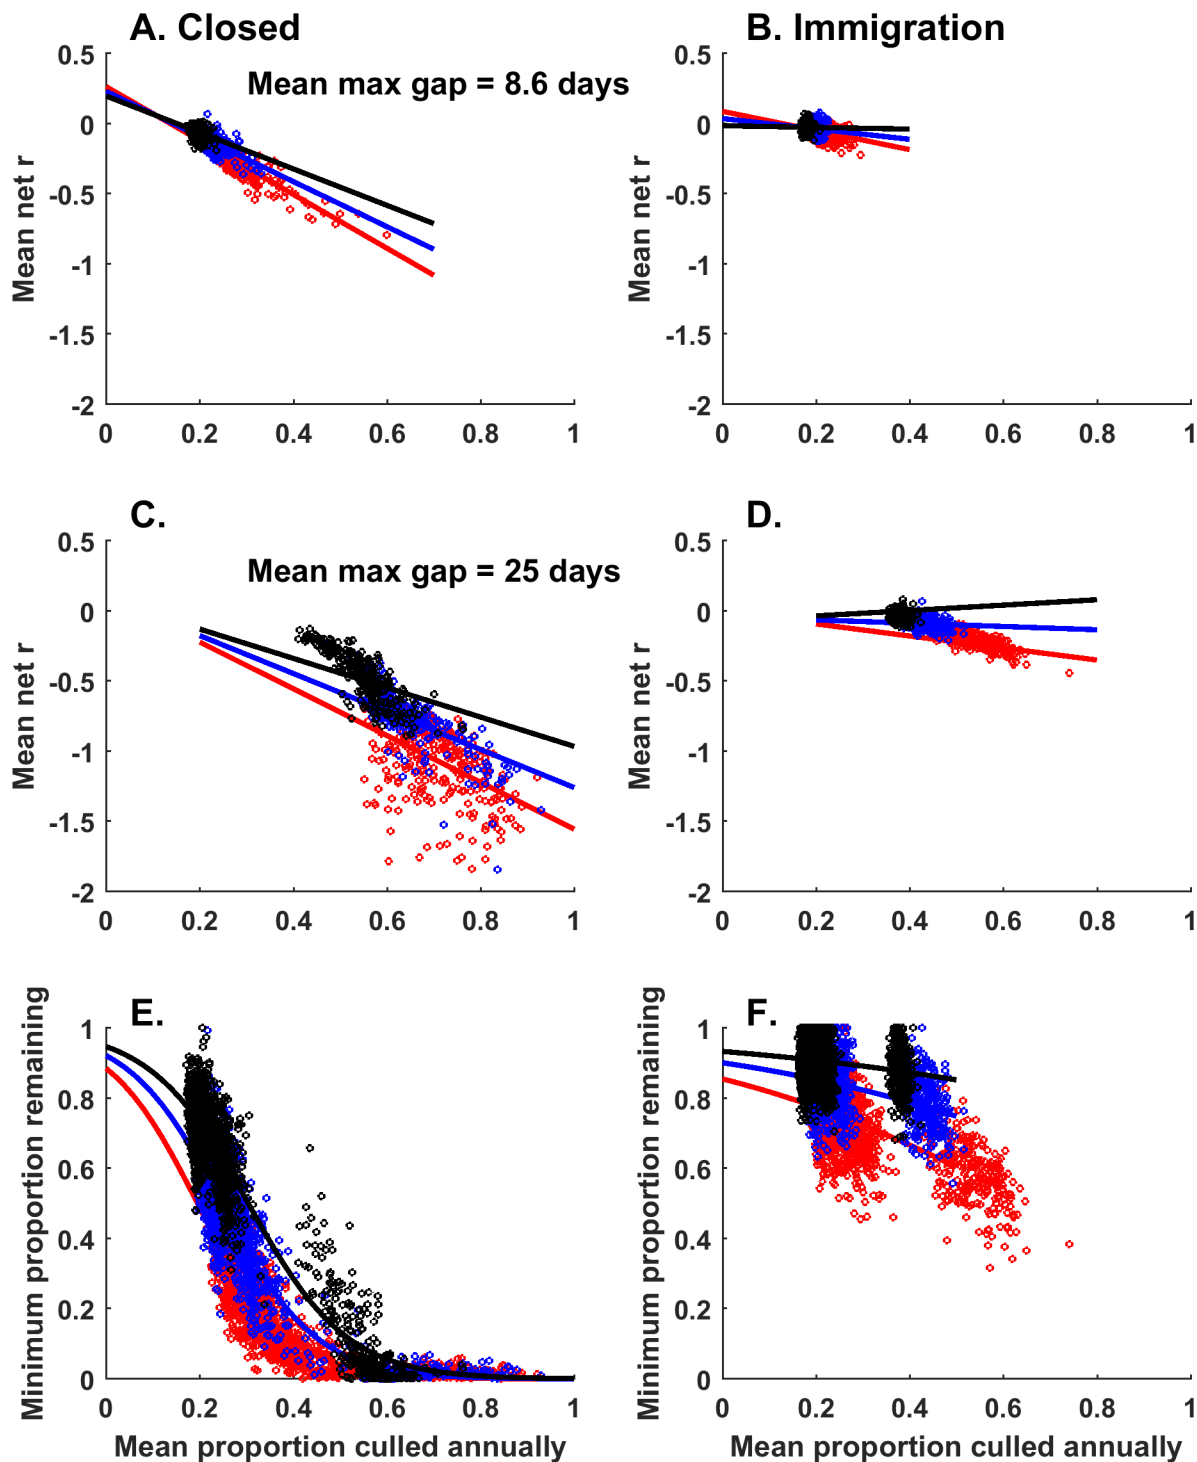 A. Closed
B. Immigration
Mean max gap = 8.6 days
0.5
0
-0.5
-1
-1.5
-2
Mean net r
0 0.2 0.4 0.6 0.8 1
0.5
0
-0.5
-1
-1.5
-2
Mean net r
0 0.2 0.4 0.6 0.8 1
C.
D.
Mean max gap = 25 days
0.5
0
-0.5
-1
-1.5
-2
Mean net r
0 0.2 0.4 0.6 0.8 1
0.5
0
-0.5
-1
-1.5
-2
Mean net r
0 0.2 0.4 0.6 0.8 1
E.
F.
1
0.8
0.6
0.4
0.2
0
Minimum proportion remaining
0 0.2 0.4 0.6 0.8 1
Mean proportion culled annually
1
0.8
0.6
0.4
0.2
0
Minimum proportion remaining
0 0.2 0.4 0.6 0.8 1
Mean proportion culled annually